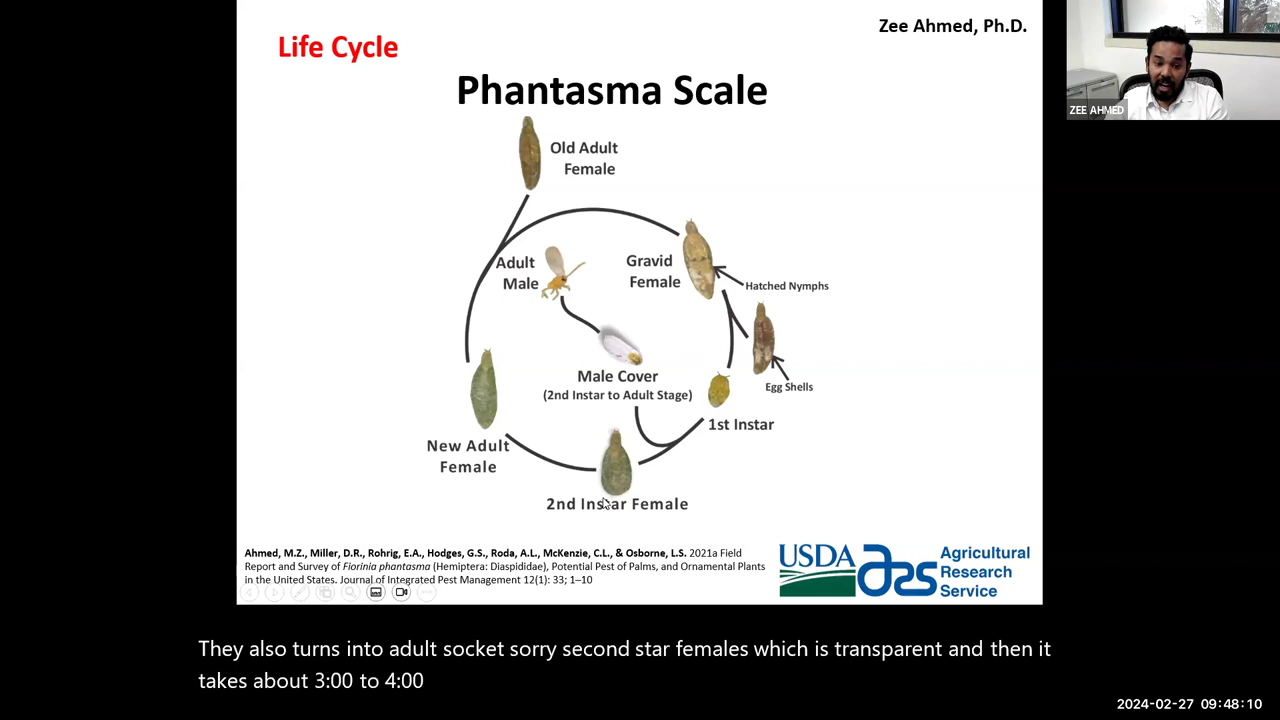 Zee Ahmed, Ph.D.
Life Cycle
Phantasma Scale
ZEE AHMED
Old Adult
Female
Adult
Male
Gravid
Female
Hatched Nymphs
Egg Shells
Male Cover
(2nd Instar to Adult Stage)
1st Instar
New Adult
Female
2nd Instar Female
Ahmed, M.Z., Miller, D.R., Rohrig, E.A., Hodges, G.S., Roda, A.L., McKenzie, C.L., & Osborne, L.S. 2021a Field
Report and Survey of Fiorinia phantasma (Hemiptera: Diaspididae), Potential Pest of Palms, and Ornamental Plants
in the United States. Journal of Integrated Pest Management 12(1): 33; 1–10
USDA
ars
Agricultural
Research
Service
They also turns into adult socket sorry second star females which is transparent and then it
takes about 3:00 to 4:00
2024-02-27 09:48:10